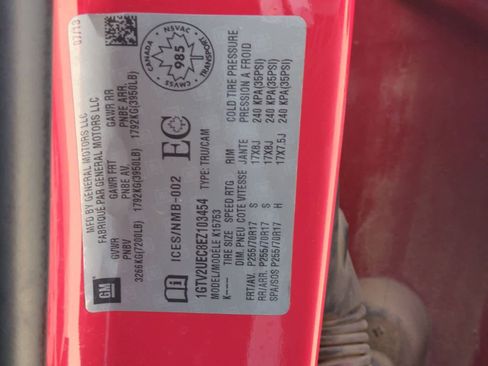 MFD BY GENERAL MOTORS LLC
FABRIQUÉ PAR GENERAL MOTORS LLC
07/13
GVWR GAWR FRT GAWR RR
PNBV PNBE AV. PNBE ARR.
3266KG(7200LB) 1792KG(3950LB) 1792KG(3950LB)
GM
ICES/NMB-002
EC
CANADA
NSVAC
TRANSPORT
CMVSS
985
1GTV2UEC8EZ103454 TYPE: TRU/CAM
MODEL/MODÈLE K15753
K---
TIRE SIZE SPEED RTG RIM COLD TIRE PRESSURE
DIM. PNEU COTE VITESSE JANTE PRESSION A FROID
FRT/AV. P255/70R17 S 17X8J 240 KPA(35PSI)
RR/ARR. P255/70R17 S 17X8J 240 KPA(35PSI)
SPA/SOS P255/70R17 H 17X7.5J 240 KPA(35PSI)